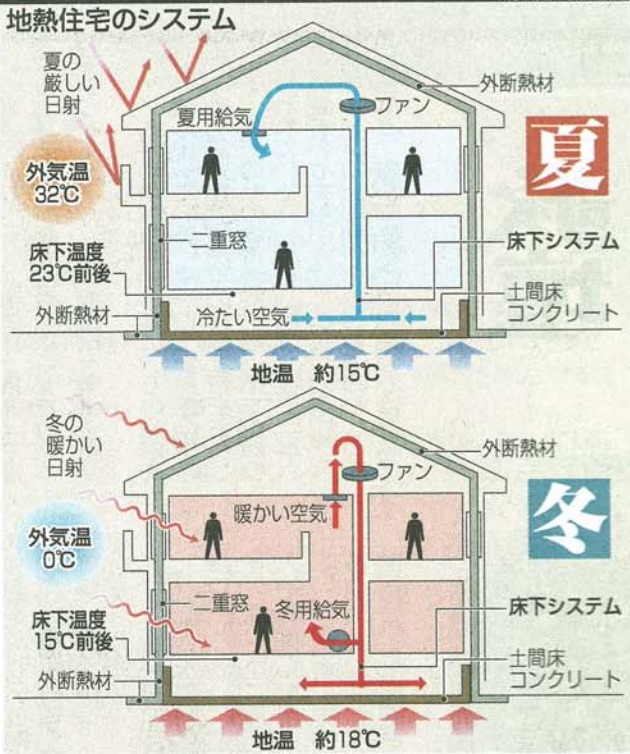 地熱住宅のシステム
夏の
厳しい
日射
外断熱材
夏用給気
ファン
夏
外気温
32℃
二重窓
床下温度
23℃前後
床下システム
外断熱材
冷たい空気
土間床
コンクリート
地温 約15℃
冬の
暖かい
日射
外断熱材
ファン
冬
暖かい空気
外気温
0℃
二重窓
冬用給気
床下システム
床下温度
15℃前後
土間床
コンクリート
外断熱材
地温 約18℃